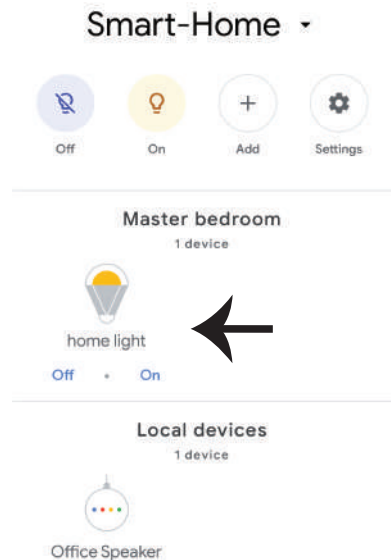 Smart-Home
Off On Add Settings
Master bedroom
1 device
home light
Off • On
Local devices
1 device
Office Speaker